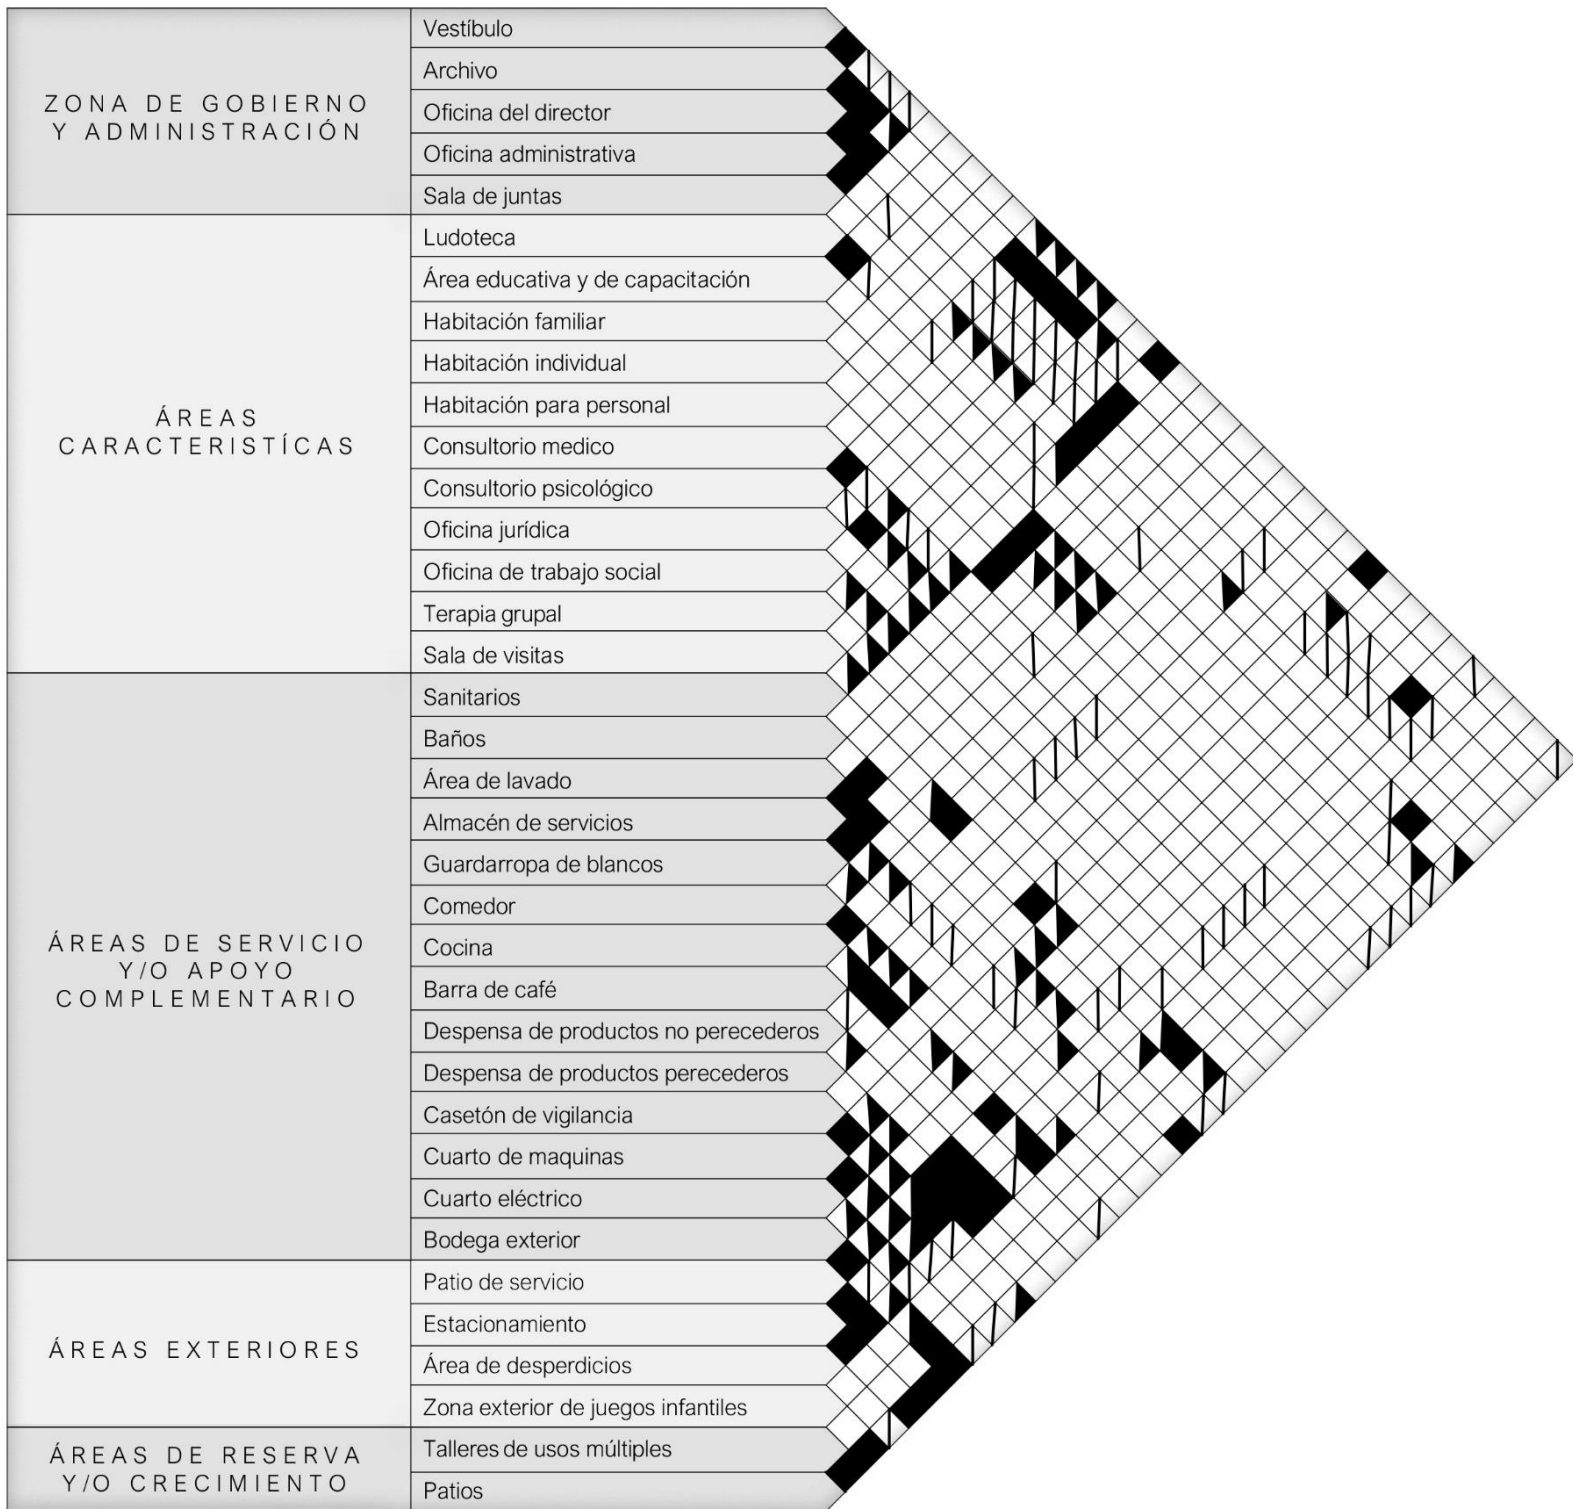 ZONA DE GOBIERNO
Y ADMINISTRACIÓN
Vestíbulo
Archivo
Oficina del director
Oficina administrativa
Sala de juntas
ÁREAS
CARACTERISTÍCAS
Ludoteca
Área educativa y de capacitación
Habitación familiar
Habitación individual
Habitación para personal
Consultorio medico
Consultorio psicológico
Oficina jurídica
Oficina de trabajo social
Terapia grupal
Sala de visitas
ÁREAS DE SERVICIO
Y/O APOYO
COMPLEMENTARIO
Sanitarios
Baños
Área de lavado
Almacén de servicios
Guardarropa de blancos
Comedor
Cocina
Barra de café
Despensa de productos no perecederos
Despensa de productos perecederos
Casetón de vigilancia
Cuarto de maquinas
Cuarto eléctrico
Bodega exterior
ÁREAS EXTERIORES
Patio de servicio
Estacionamiento
Área de desperdicios
Zona exterior de juegos infantiles
ÁREAS DE RESERVA
Y/O CRECIMIENTO
Talleres de usos múltiples
Patios